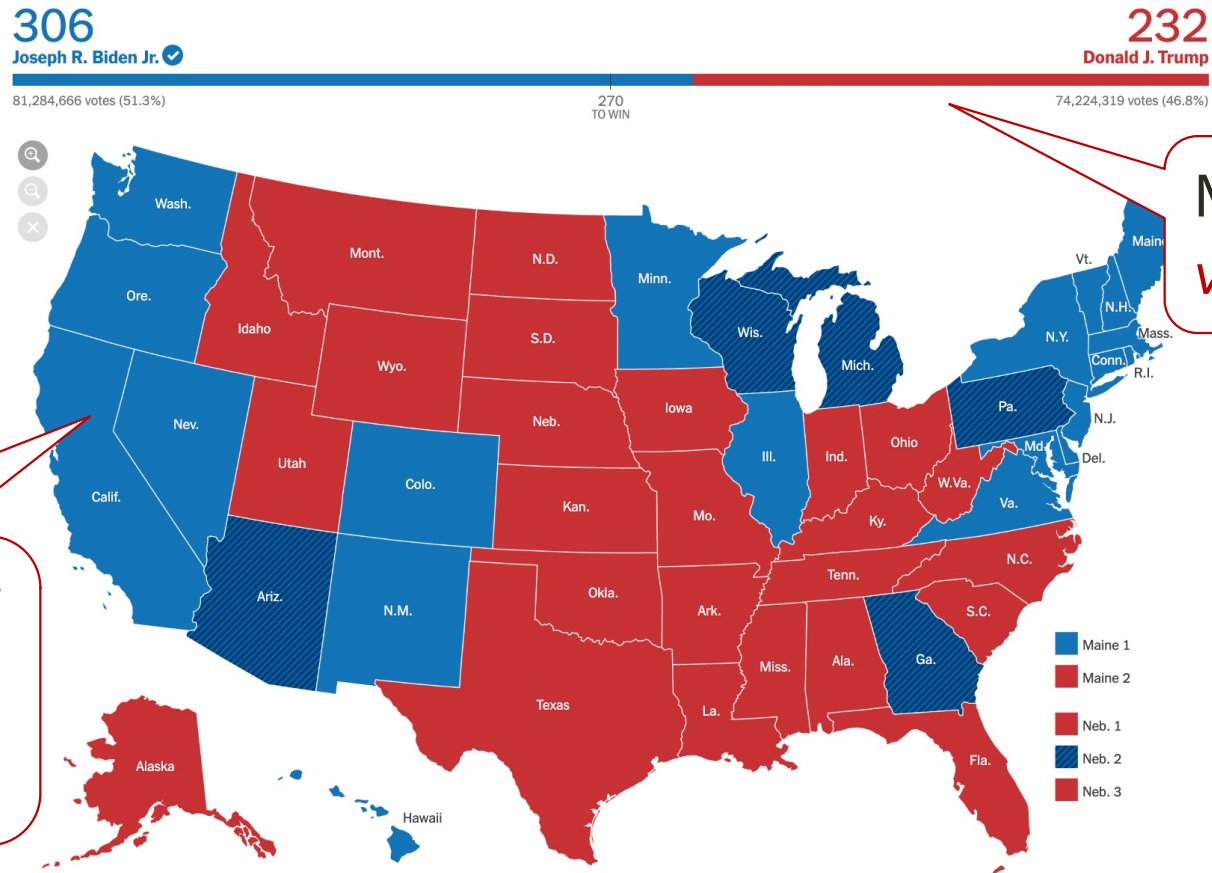 306
Joseph R. Biden Jr.
232
Donald J. Trump
81,284,666 votes (51.3%)
270
TO WIN
74,224,319 votes (46.8%)
Wash.
Mont.
N.D.
Minn.
Vt.
Maine
Ore.
Idaho
S.D.
Wis.
N.H.
N.Y.
Mass.
Wyo.
Mich.
Conn.
R.I.
Nev.
Neb.
Iowa
Pa.
N.J.
Utah
Colo.
Ill.
Ind.
Ohio
Md.
Del.
Calif.
Kan.
Mo.
W.Va.
Va.
Ky.
N.C.
Ariz.
N.M.
Okla.
Ark.
Tenn.
S.C.
Miss.
Ala.
Ga.
Texas
La.
Maine 1
Maine 2
Neb. 1
Neb. 2
Neb. 3
Fla.
Alaska
Hawaii